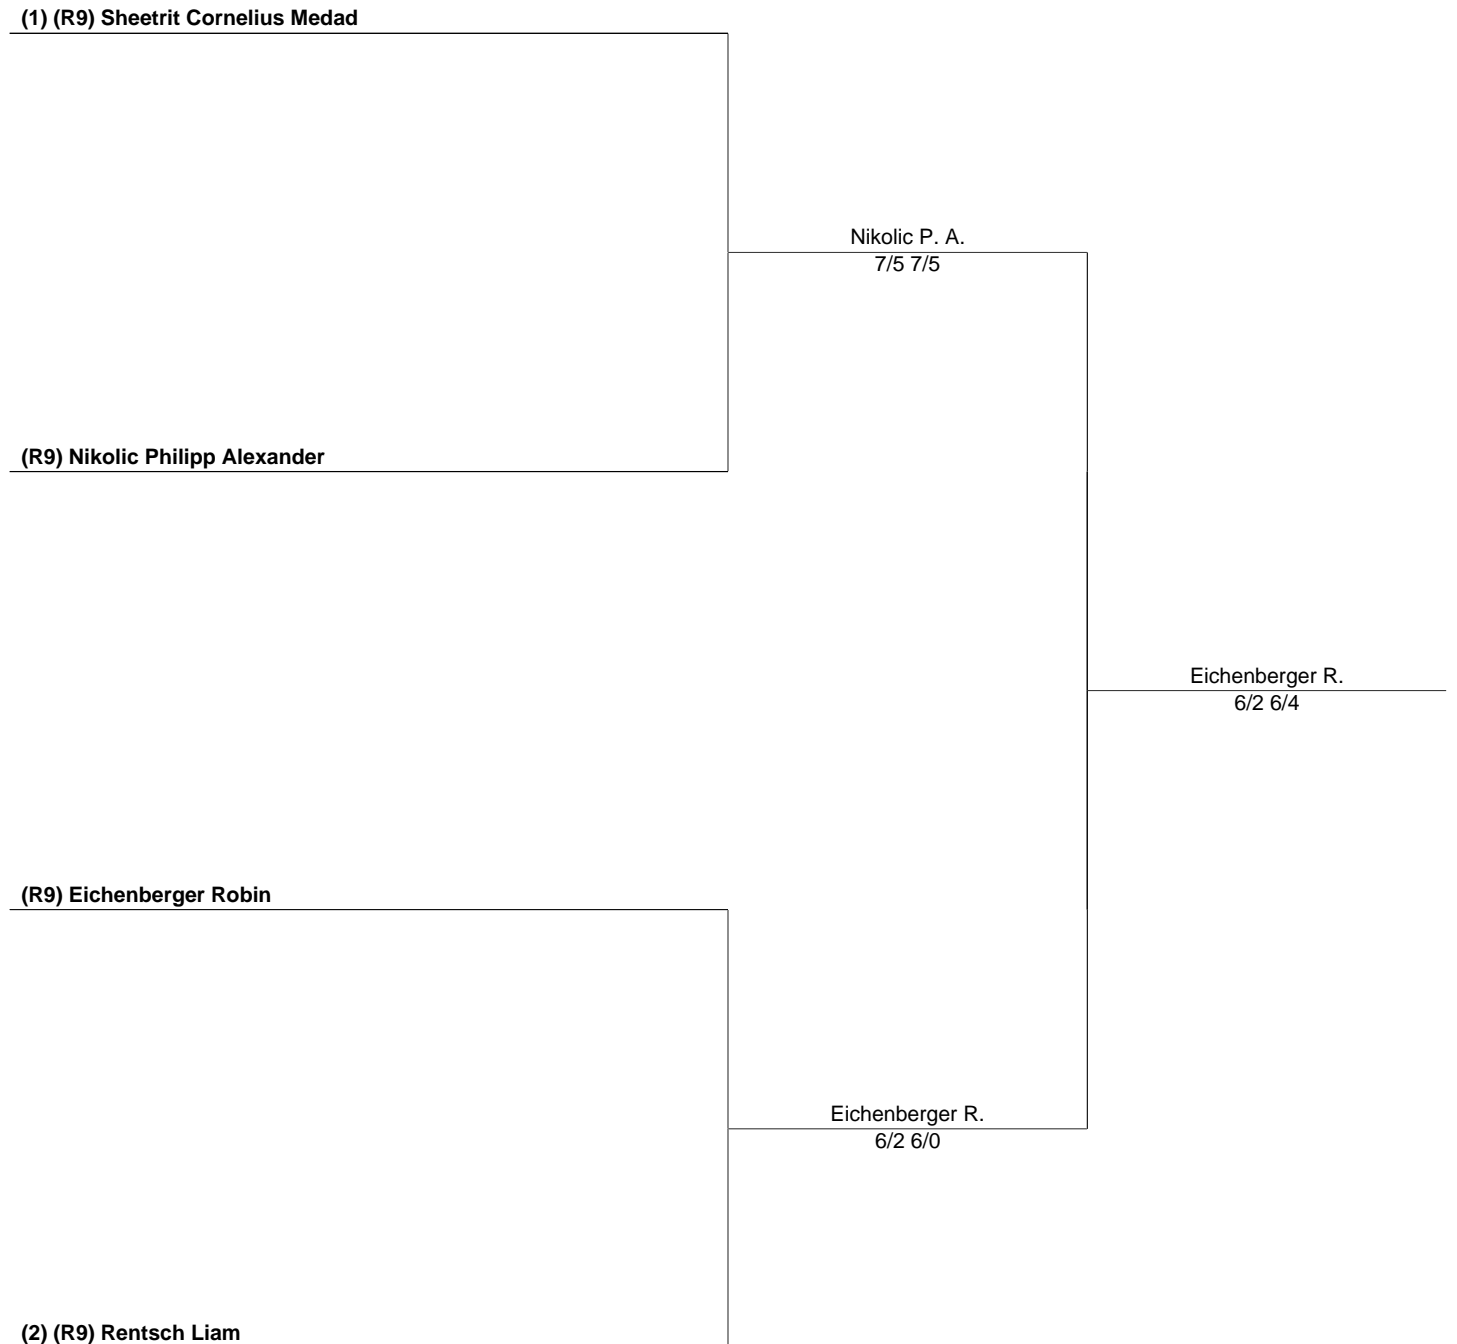 (1) (R9) Sheetrit Cornelius Medad
Nikolic P. A.
7/5 7/5
(R9) Nikolic Philipp Alexander
Eichenberger R.
6/2 6/4
(R9) Eichenberger Robin
Eichenberger R.
6/2 6/0
(2) (R9) Rentsch Liam